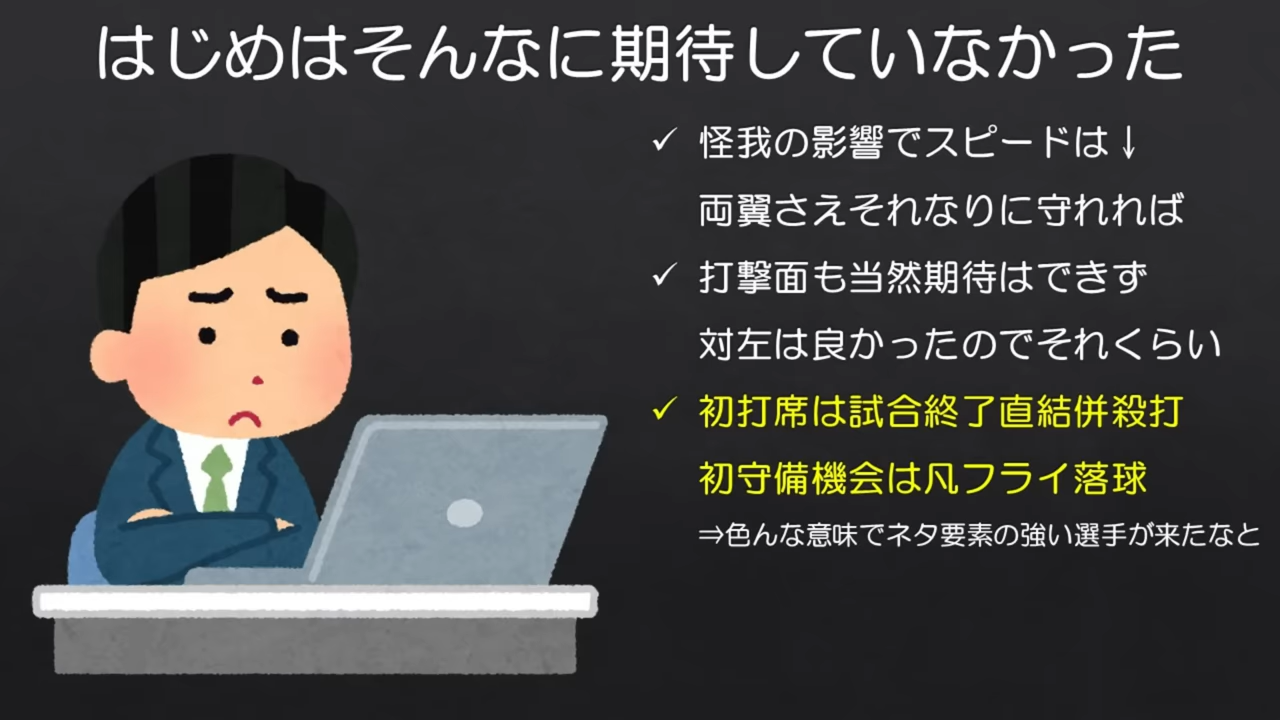 はじめはそんなに期待していなかった
✓ 怪我の影響でスピードは↓
両翼さえそれなりに守れれば
✓ 打撃面も当然期待はできず
対左は良かったのでそれくらい
✓ 初打席は試合終了直結併殺打
初守備機会は凡フライ落球
⇒色んな意味でネタ要素の強い選手が来たなと